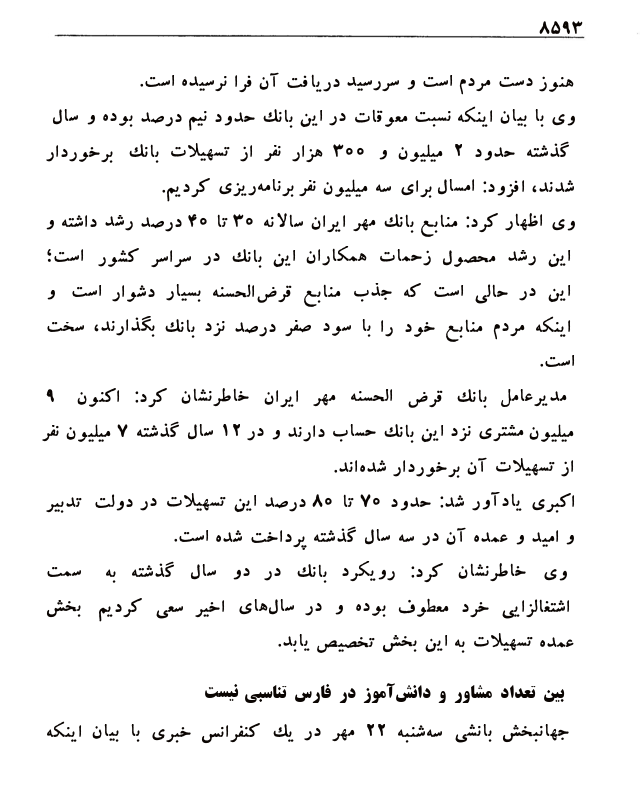 ۸۵۹۳
هنوز دست مردم است و سررسید دریافت آن فرا نرسیده است.
وی با بیان اینکه نسبت معوقات در این بانك حدود نیم درصد بوده و سال
گذشته حدود ۲ میلیون و ۳۰۰ هزار نفر از تسهیلات بانك برخوردار
شدند، افزود: امسال برای سه میلیون نفر برنامه‌ریزی کردیم.
وی اظهار کرد: منابع بانك مهر ایران سالانه ۳۰ تا ۴۰ درصد رشد داشته و
این رشد محصول زحمات همکاران این بانك در سراسر کشور است؛
این در حالی است که جذب منابع قرض‌الحسنه بسیار دشوار است و
اینکه مردم منابع خود را با سود صفر درصد نزد بانك بگذارند، سخت
است.
مدیرعامل بانك قرض الحسنه مهر ایران خاطرنشان کرد: اکنون ۹
میلیون مشتری نزد این بانك حساب دارند و در ۱۲ سال گذشته ۷ میلیون نفر
از تسهیلات آن برخوردار شده‌اند.
اکبری یادآور شد: حدود ۷۰ تا ۸۰ درصد این تسهیلات در دولت تدبیر
و امید و عمده آن در سه سال گذشته پرداخت شده است.
وی خاطرنشان کرد: رویکرد بانك در دو سال گذشته به سمت
اشتغالزایی خرد معطوف بوده و در سال‌های اخیر سعی کردیم بخش
عمده تسهیلات به این بخش تخصیص یابد.
بین تعداد مشاور و دانش‌آموز در فارس تناسبی نیست
جهانبخش بانشی سه‌شنبه ۲۲ مهر در یك کنفرانس خبری با بیان اینکه